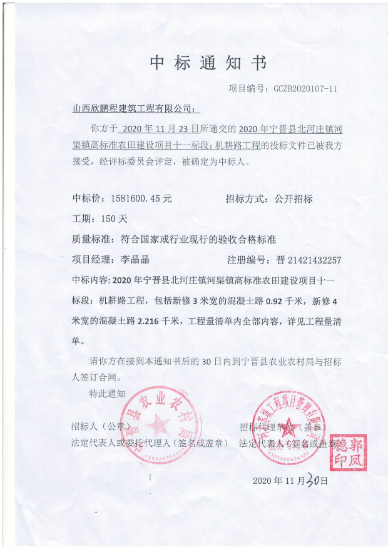 中标通知书
项目编号：GCZB2020107-11
山西欣鹏程建筑工程有限公司：
你方于 2020 年 11 月 23 日所递交的 2020 年宁晋县北河庄镇河
渠镇高标准农田建设项目十一标段：机耕路工程的投标文件已被我方
接受，经评标委员会评定，被确定为中标人。
中标价：1581600.45 元 招标方式：公开招标
工期：150 天
质量标准：符合国家或行业现行的验收合格标准
项目经理：李晶晶 注册编号：晋 21421432257
中标内容：2020 年宁晋县北河庄镇河渠镇高标准农田建设项目十一
标段：机耕路工程，包括新修 3 米宽的混凝土路 0.92 千米，新修 4
米宽的混凝土路 2.216 千米，工程量清单内全部内容，详见工程量清
单。
请你方在接到本通知书后的 30 日内到宁晋县农业农村局与招标
人签订合同。
特此通知
招标人（公章） 招标代理单位（盖章）
法定代表人或委托代理人（签名或盖章） 法定代表人（签名或盖章）
宁晋县农业农村局
郭凤
德印
2020 年 11 月 30 日